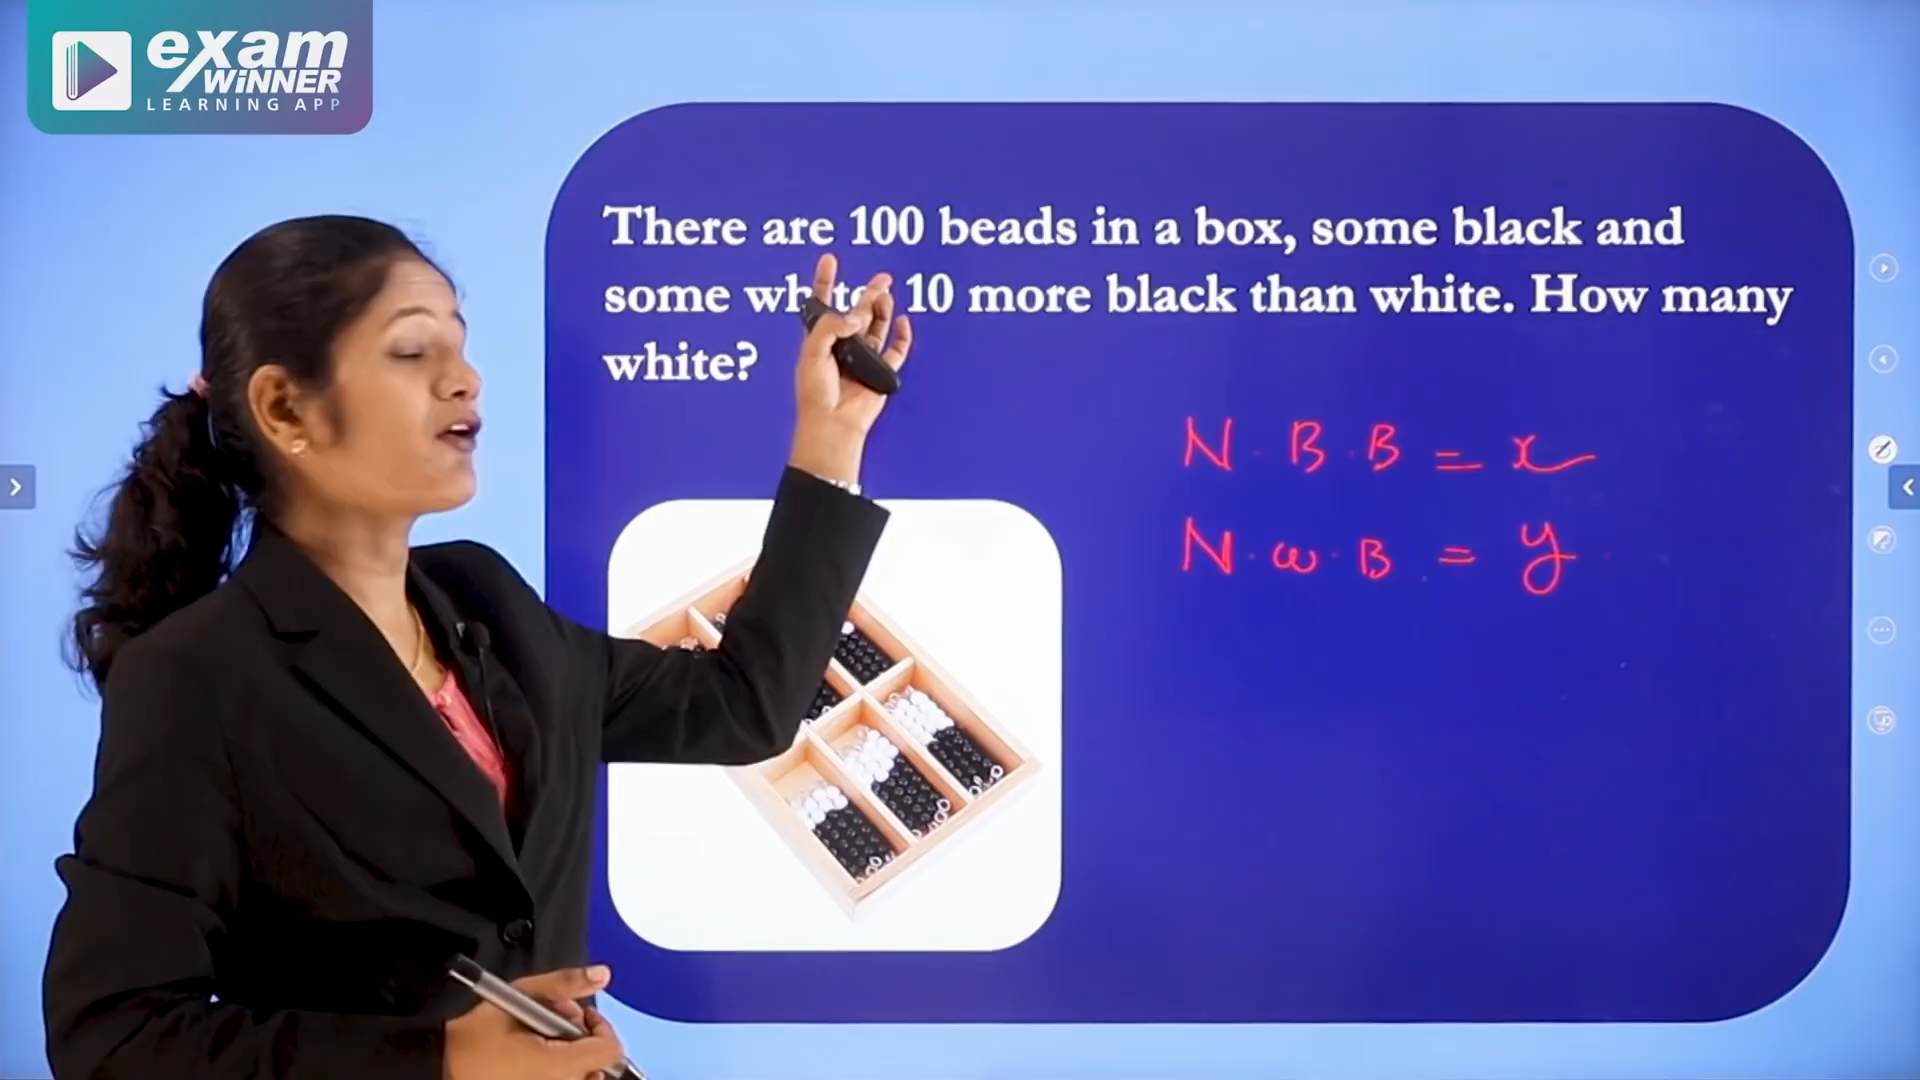 exam
WiNNER
LEARNING APP
There are 100 beads in a box, some black and
some 10 more black than white. How many
white?
N. B. B = x
N. W. B = y